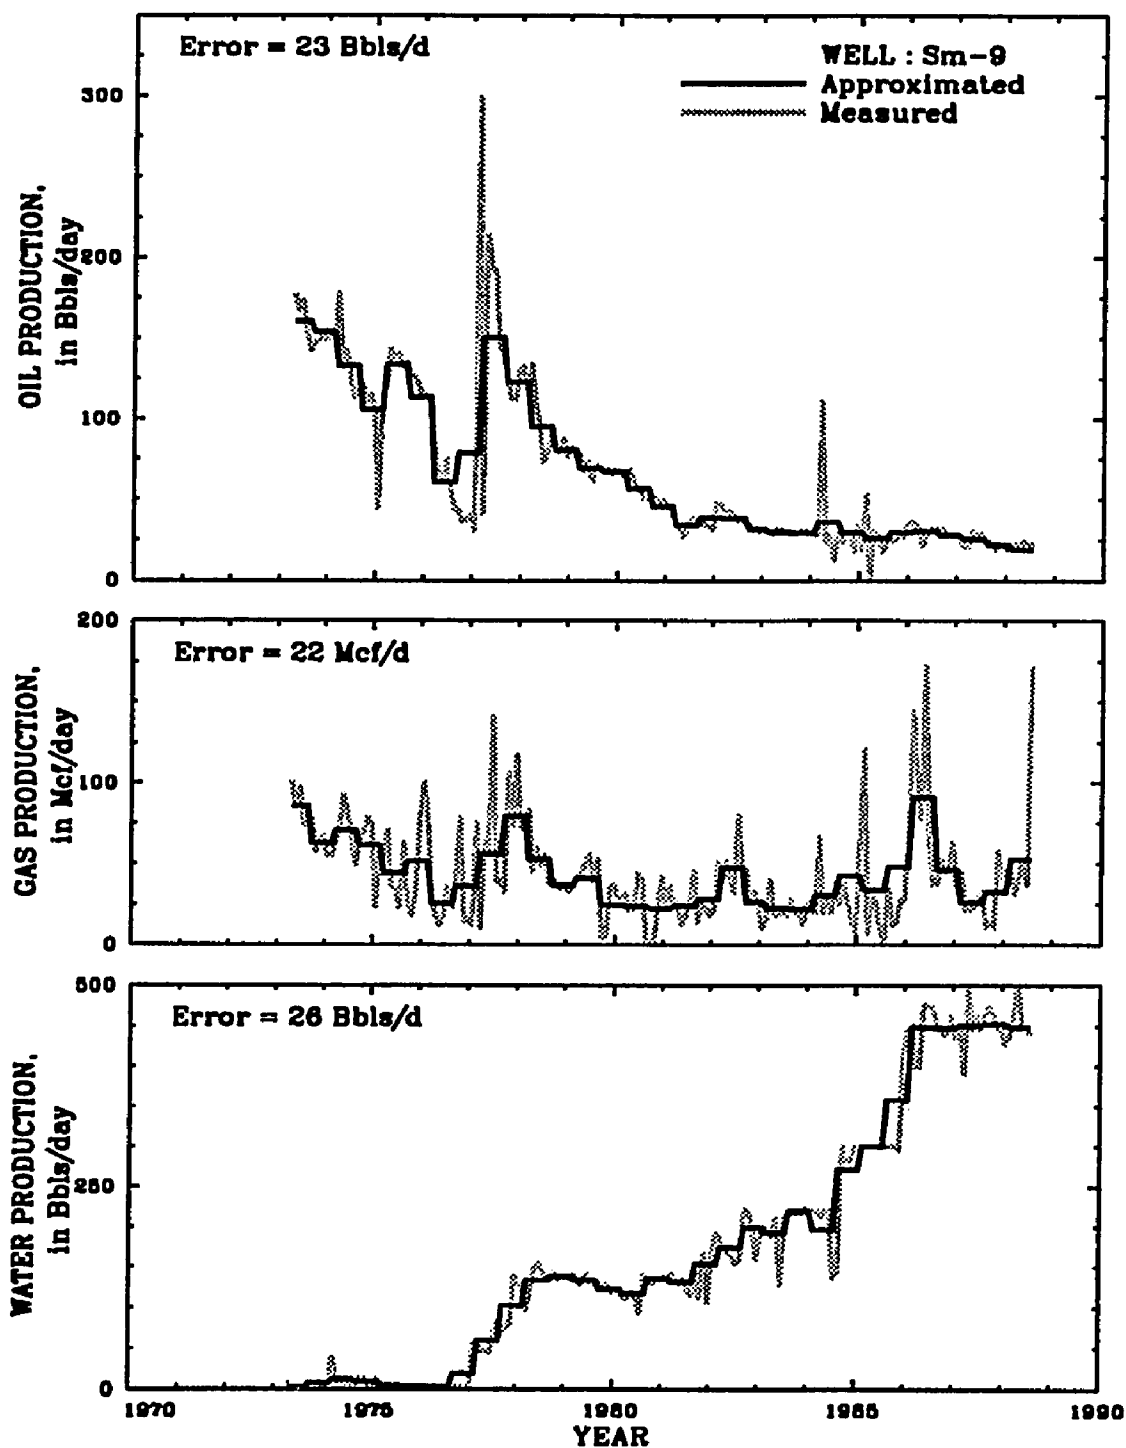 Error = 23 Bbls/d
WELL : Sm-9
Approximated
Measured
300
200
100
0
OIL PRODUCTION,
in Bbls/day
200
Error = 22 Mcf/d
100
0
GAS PRODUCTION,
in Mcf/day
500
Error = 26 Bbls/d
250
0
WATER PRODUCTION,
in Bbls/day
1970 1975 1980 1985 1990
YEAR